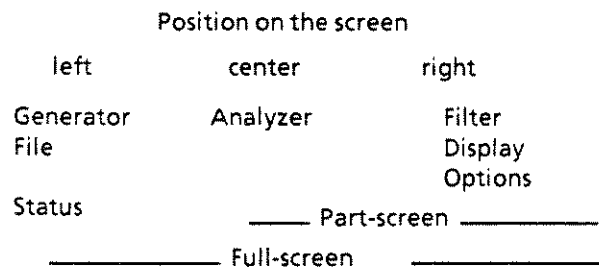 Position on the screen
left center right
Generator Analyzer Filter
File Display
Options
Status
Part-screen
Full-screen